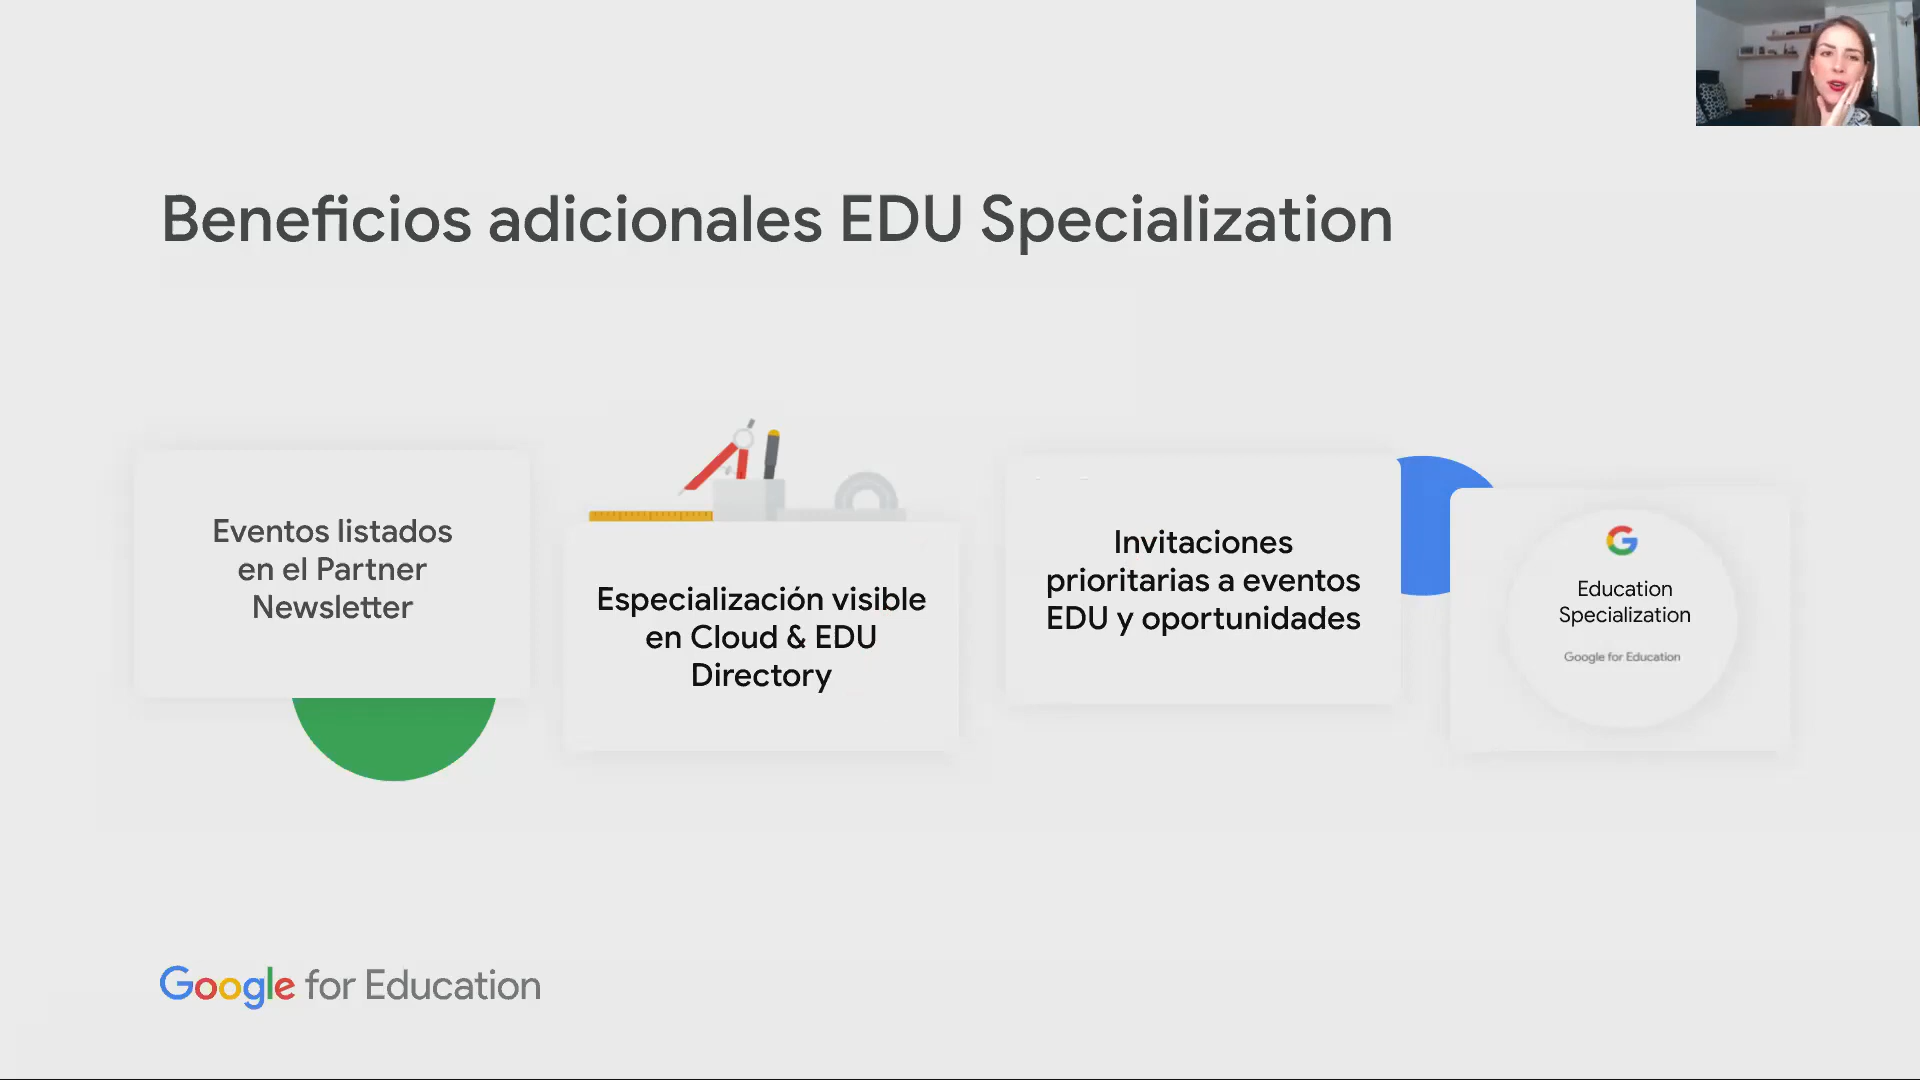 Beneficios adicionales EDU Specialization
Eventos listados
en el Partner
Newsletter
Especialización visible
en Cloud & EDU
Directory
Invitaciones
prioritarias a eventos
EDU y oportunidades
Education
Specialization
Google for Education
Google for Education